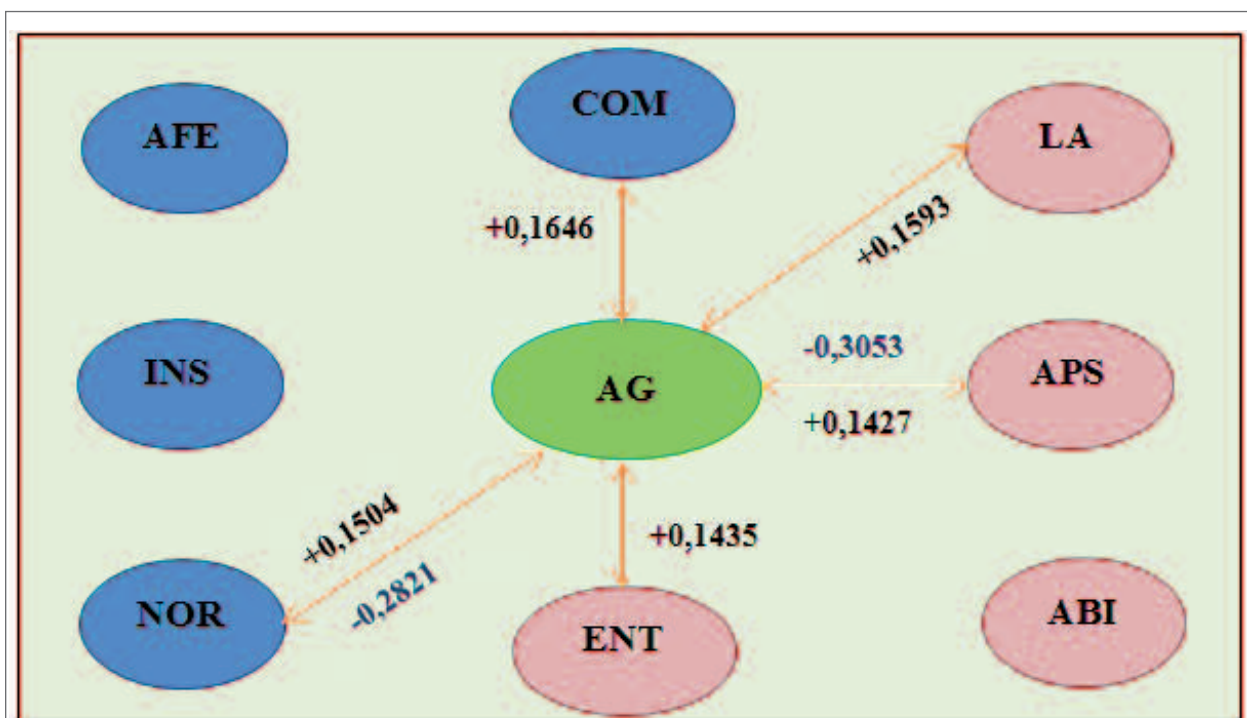 AFE
COM
LA
+0,1646
+0,1593
INS
AG
-0,3053
APS
+0,1427
+0,1504
-0,2821
+0,1435
NOR
ENT
ABI